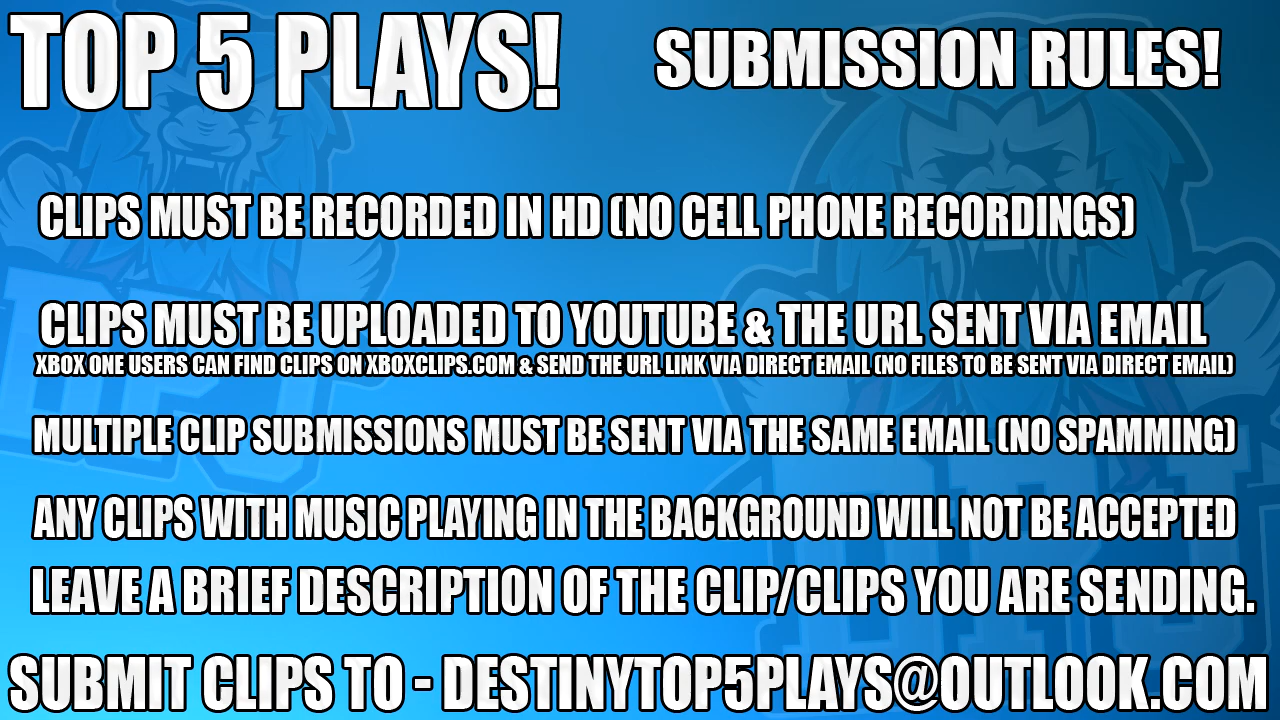 TOP 5 PLAYS!
SUBMISSION RULES!
CLIPS MUST BE RECORDED IN HD (NO CELL PHONE RECORDINGS)
CLIPS MUST BE UPLOADED TO YOUTUBE & THE URL SENT VIA EMAIL
XBOX ONE USERS CAN FIND CLIPS ON XBOXCLIPS.COM & SEND THE URL LINK VIA DIRECT EMAIL (NO FILES TO BE SENT VIA DIRECT EMAIL)
MULTIPLE CLIP SUBMISSIONS MUST BE SENT VIA THE SAME EMAIL (NO SPAMMING)
ANY CLIPS WITH MUSIC PLAYING IN THE BACKGROUND WILL NOT BE ACCEPTED
LEAVE A BRIEF DESCRIPTION OF THE CLIP/CLIPS YOU ARE SENDING.
SUBMIT CLIPS TO - DESTINYTOP5PLAYS@OUTLOOK.COM